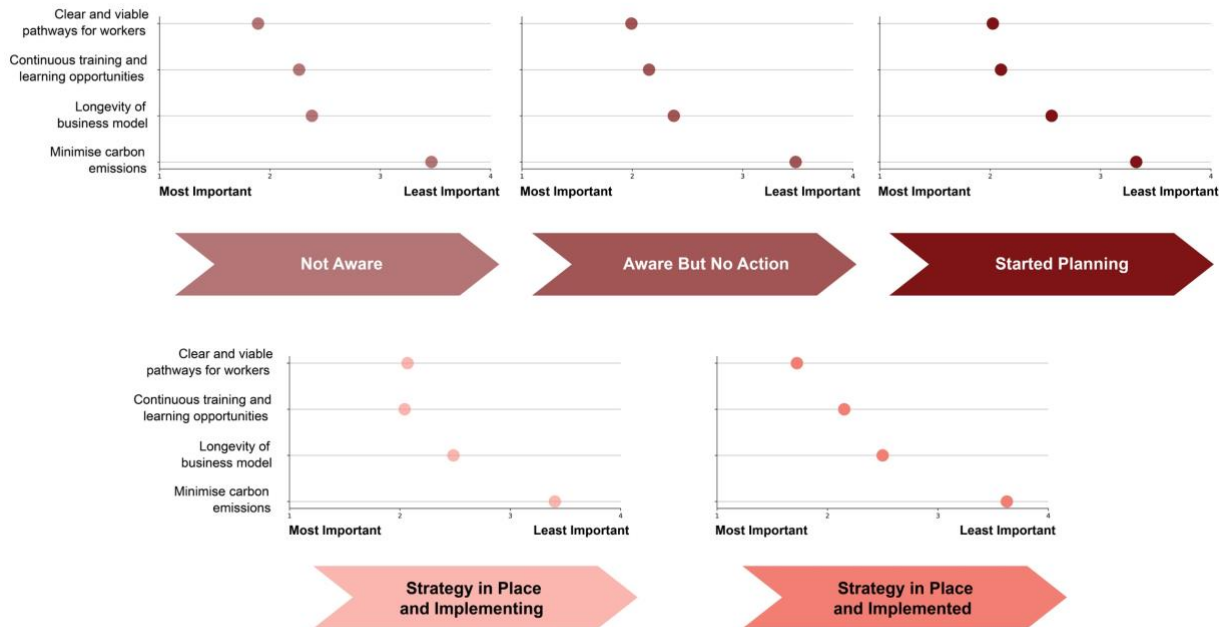 Clear and viable
pathways for workers
Continuous training and
learning opportunities
Longevity of
business model
Minimise carbon
emissions
1
2
3
4
Most Important
Least Important
1
2
3
4
Most Important
Least Important
1
2
3
4
Most Important
Least Important
Not Aware
Aware But No Action
Started Planning
Clear and viable
pathways for workers
Continuous training and
learning opportunities
Longevity of
business model
Minimise carbon
emissions
1
2
3
4
Most Important
Least Important
1
2
3
4
Most Important
Least Important
Strategy in Place
and Implementing
Strategy in Place
and Implemented